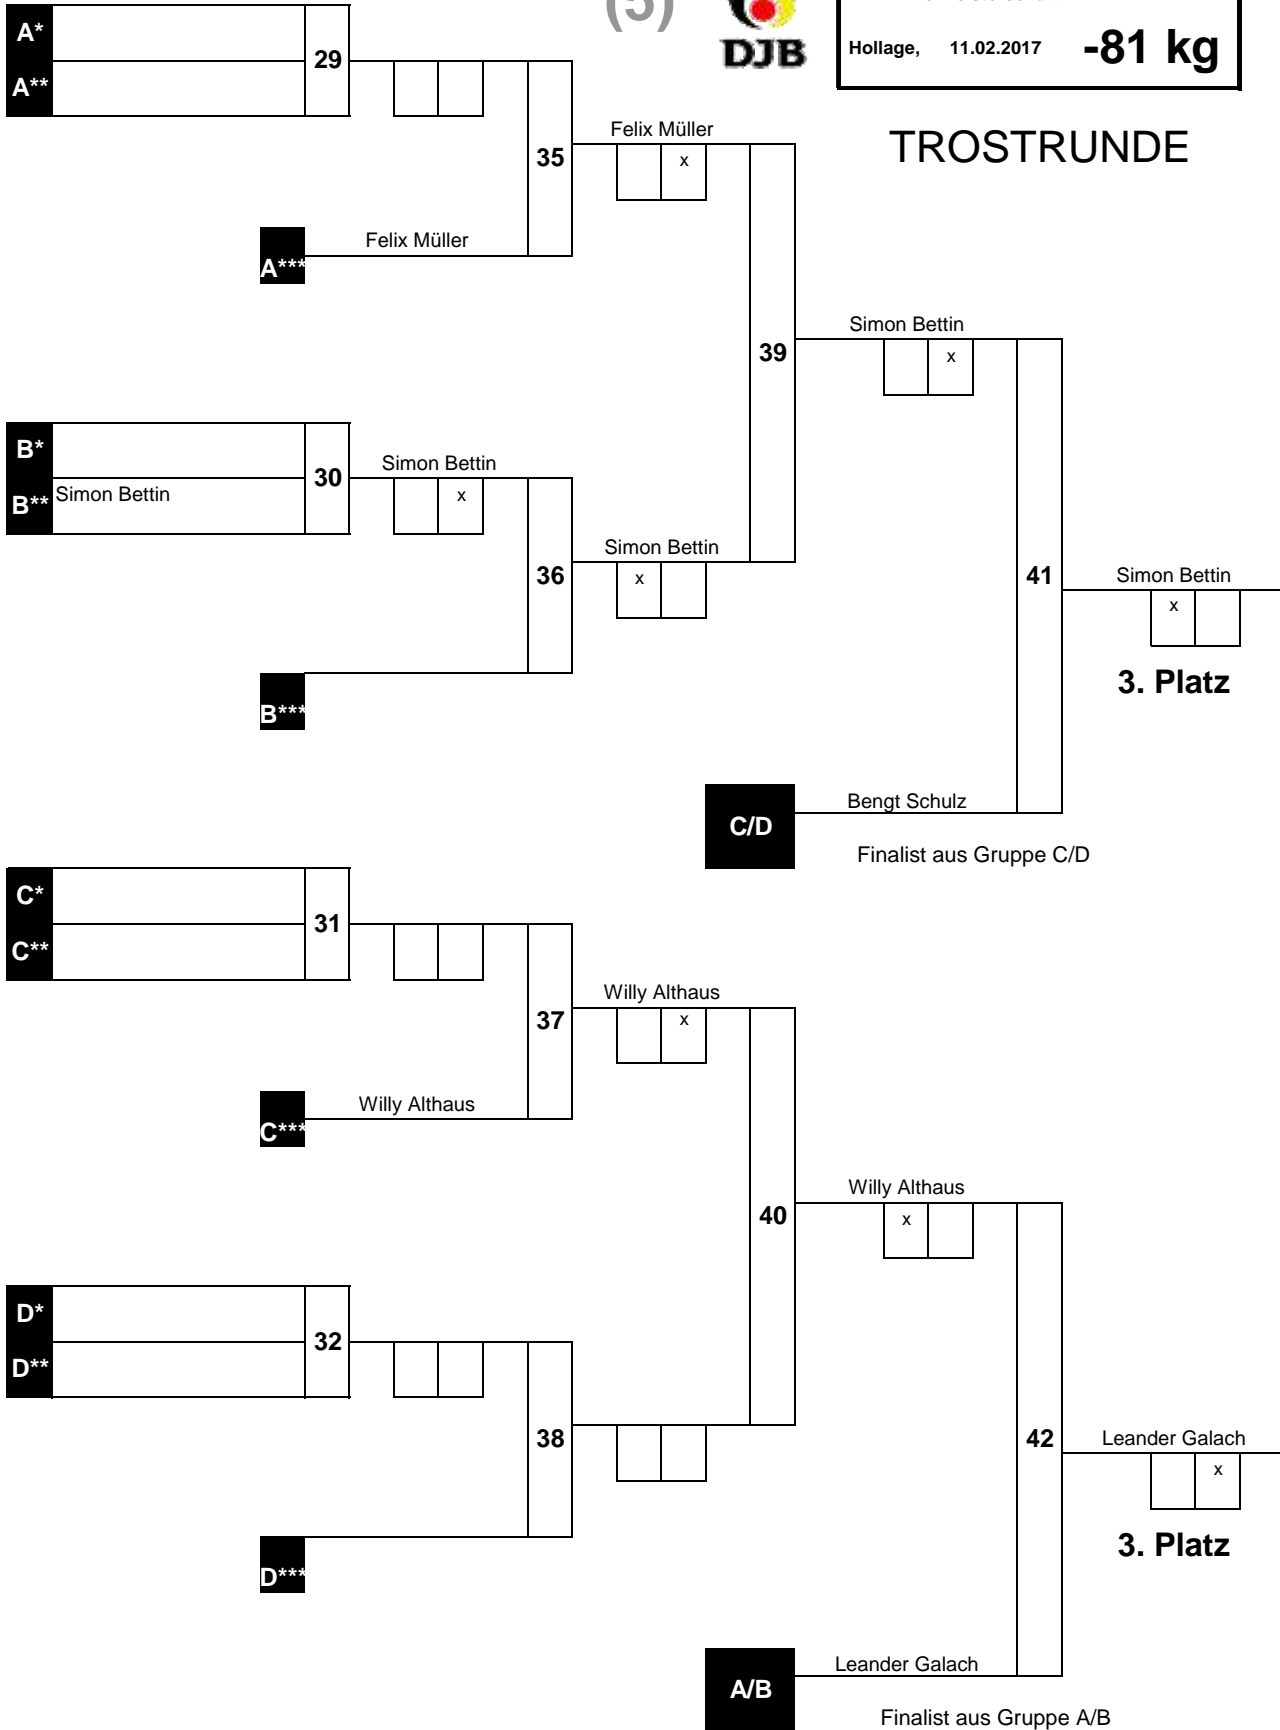 (5)
DJB
Hollage, 11.02.2017 -81 kg
TROSTRUNDE
A*
A**
29
35
Felix Müller
x
A***
Felix Müller
39
Simon Bettin
x
B*
B**
Simon Bettin
30
Simon Bettin
x
36
Simon Bettin
x
41
Simon Bettin
x
3. Platz
B***
C/D
Bengt Schulz
Finalist aus Gruppe C/D
C*
C**
31
37
Willy Althaus
x
C***
Willy Althaus
40
Willy Althaus
x
D*
D**
32
38
42
Leander Galach
x
3. Platz
D***
A/B
Leander Galach
Finalist aus Gruppe A/B